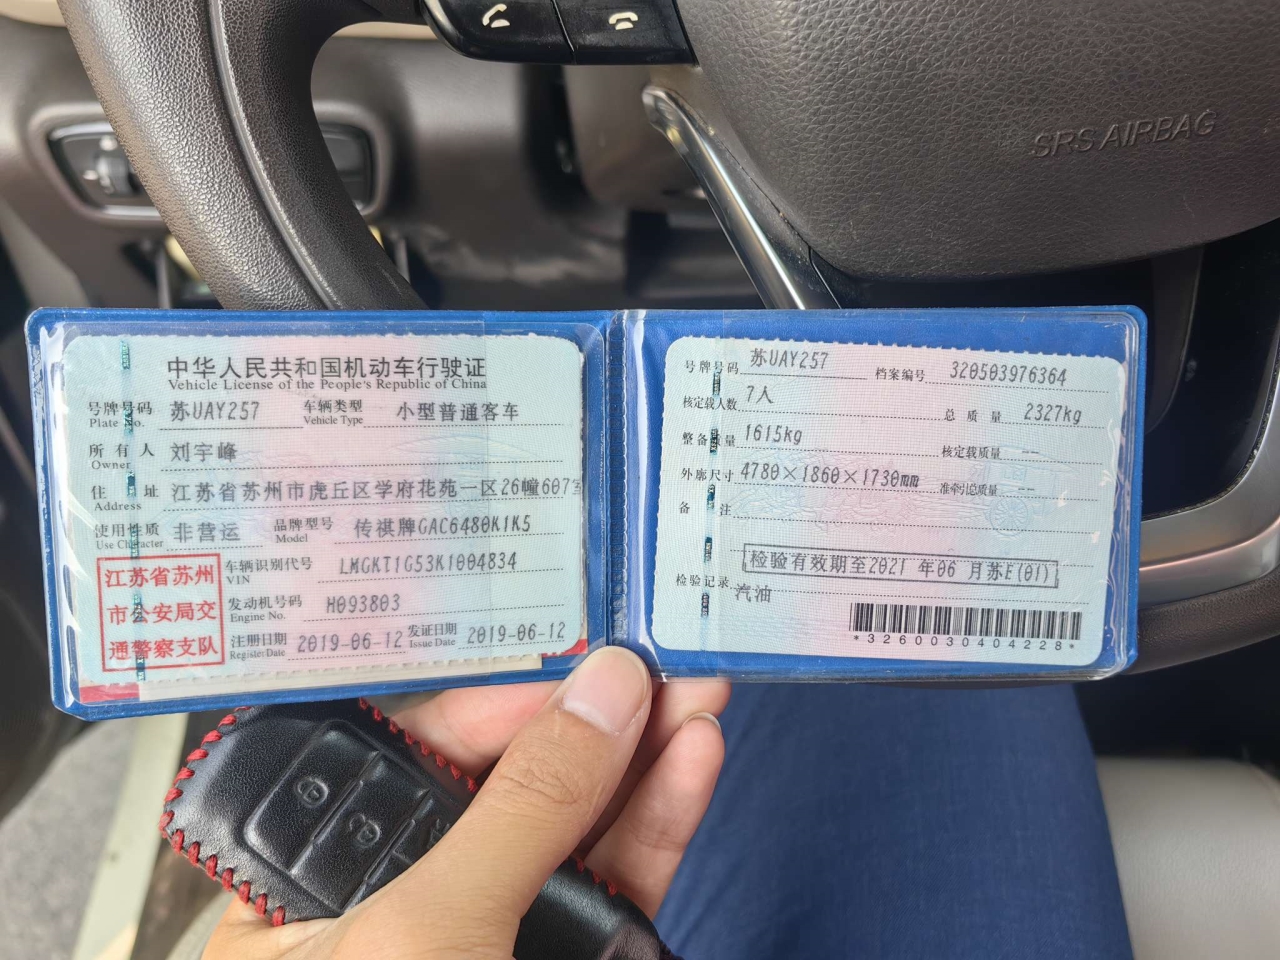 SRS AIRBAG
中华人民共和国机动车行驶证
Vehicle License of the People's Republic of China
号牌号码 苏UAY257 车辆类型 小型普通客车
Plate No. Vehicle Type
所有人 刘宇峰
Owner
住址 江苏省苏州市虎丘区学府花苑一区26幢607室
Address
使用性质 非营运 品牌型号 传祺牌GAC6480K1K5
Use Character Model
江苏省苏州
市公安局交
通警察支队
车辆识别代号 LMGKT1G53K1004834
VIN
发动机号码 H093803
Engine No.
注册日期 2019-06-12 发证日期 2019-06-12
Register Date Issue Date
号牌号码 苏UAY257 档案编号 320503976364
核定载人数 7人 总质量 2327kg
整备质量 1615kg 核定载质量 --
外廓尺寸 4780×1860×1730mm 准牵引总质量 --
备注
检验有效期至2021年06月苏E(01)
检验记录 汽油
*3260030404228*